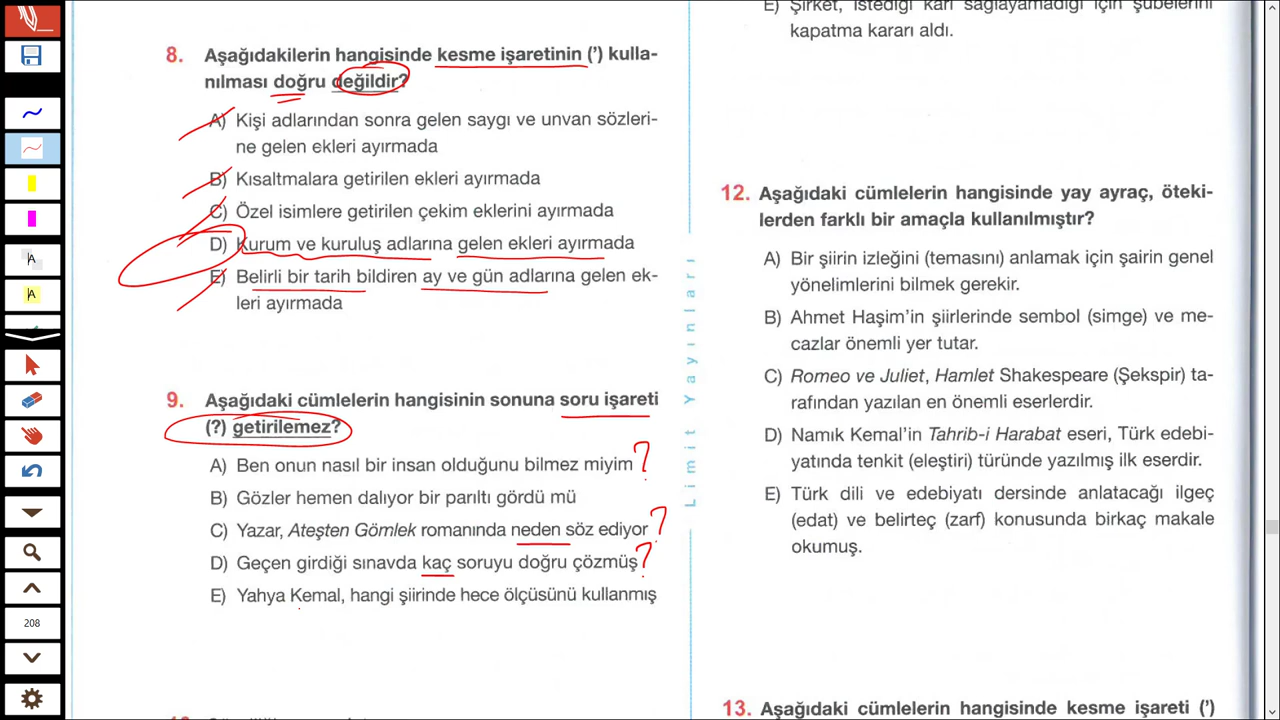 8. Aşağıdakilerin hangisinde kesme işaretinin (’) kulla-
nılması doğru değildir?
A) Kişi adlarından sonra gelen saygı ve unvan sözleri-
ne gelen ekleri ayırmada
B) Kısaltmalara getirilen ekleri ayırmada
C) Özel isimlere getirilen çekim eklerini ayırmada
D) Kurum ve kuruluş adlarına gelen ekleri ayırmada
E) Belirli bir tarih bildiren ay ve gün adlarına gelen ek-
leri ayırmada
9. Aşağıdaki cümlelerin hangisinin sonuna soru işareti
(?) getirilemez?
A) Ben onun nasıl bir insan olduğunu bilmez miyim ?
B) Gözler hemen dalıyor bir parıltı gördü mü
C) Yazar, Ateşten Gömlek romanında neden söz ediyor ?
D) Geçen girdiği sınavda kaç soruyu doğru çözmüş ?
E) Yahya Kemal, hangi şiirinde hece ölçüsünü kullanmış
Limit Yayınları
E) Şirket, istediği kârı sağlayamadığı için şubelerini
kapatma kararı aldı.
12. Aşağıdaki cümlelerin hangisinde yay ayraç, öteki-
lerden farklı bir amaçla kullanılmıştır?
A) Bir şiirin izleğini (temasını) anlamak için şairin genel
yönelimlerini bilmek gerekir.
B) Ahmet Haşim’in şiirlerinde sembol (simge) ve me-
cazlar önemli yer tutar.
C) Romeo ve Juliet, Hamlet Shakespeare (Şekspir) ta-
rafından yazılan en önemli eserlerdir.
D) Namık Kemal’in Tahrib-i Harabat eseri, Türk edebi-
yatında tenkit (eleştiri) türünde yazılmış ilk eserdir.
E) Türk dili ve edebiyatı dersinde anlatacağı ilgeç
(edat) ve belirteç (zarf) konusunda birkaç makale
okumuş.
13. Aşağıdaki cümlelerin hangisinde kesme işareti (’)
A
A
208